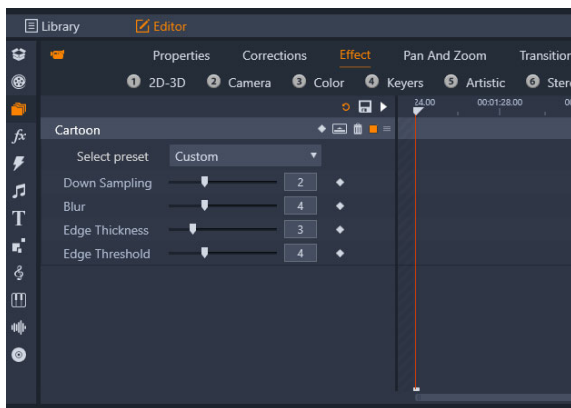 Library Editor
Properties Corrections Effect Pan And Zoom Transition
1 2D-3D 2 Camera 3 Color 4 Keyers 5 Artistic 6 Ster
24.00 00:01:28.00
Cartoon
Select preset Custom
Down Sampling 2
Blur 4
Edge Thickness 3
Edge Threshold 4
fx
T